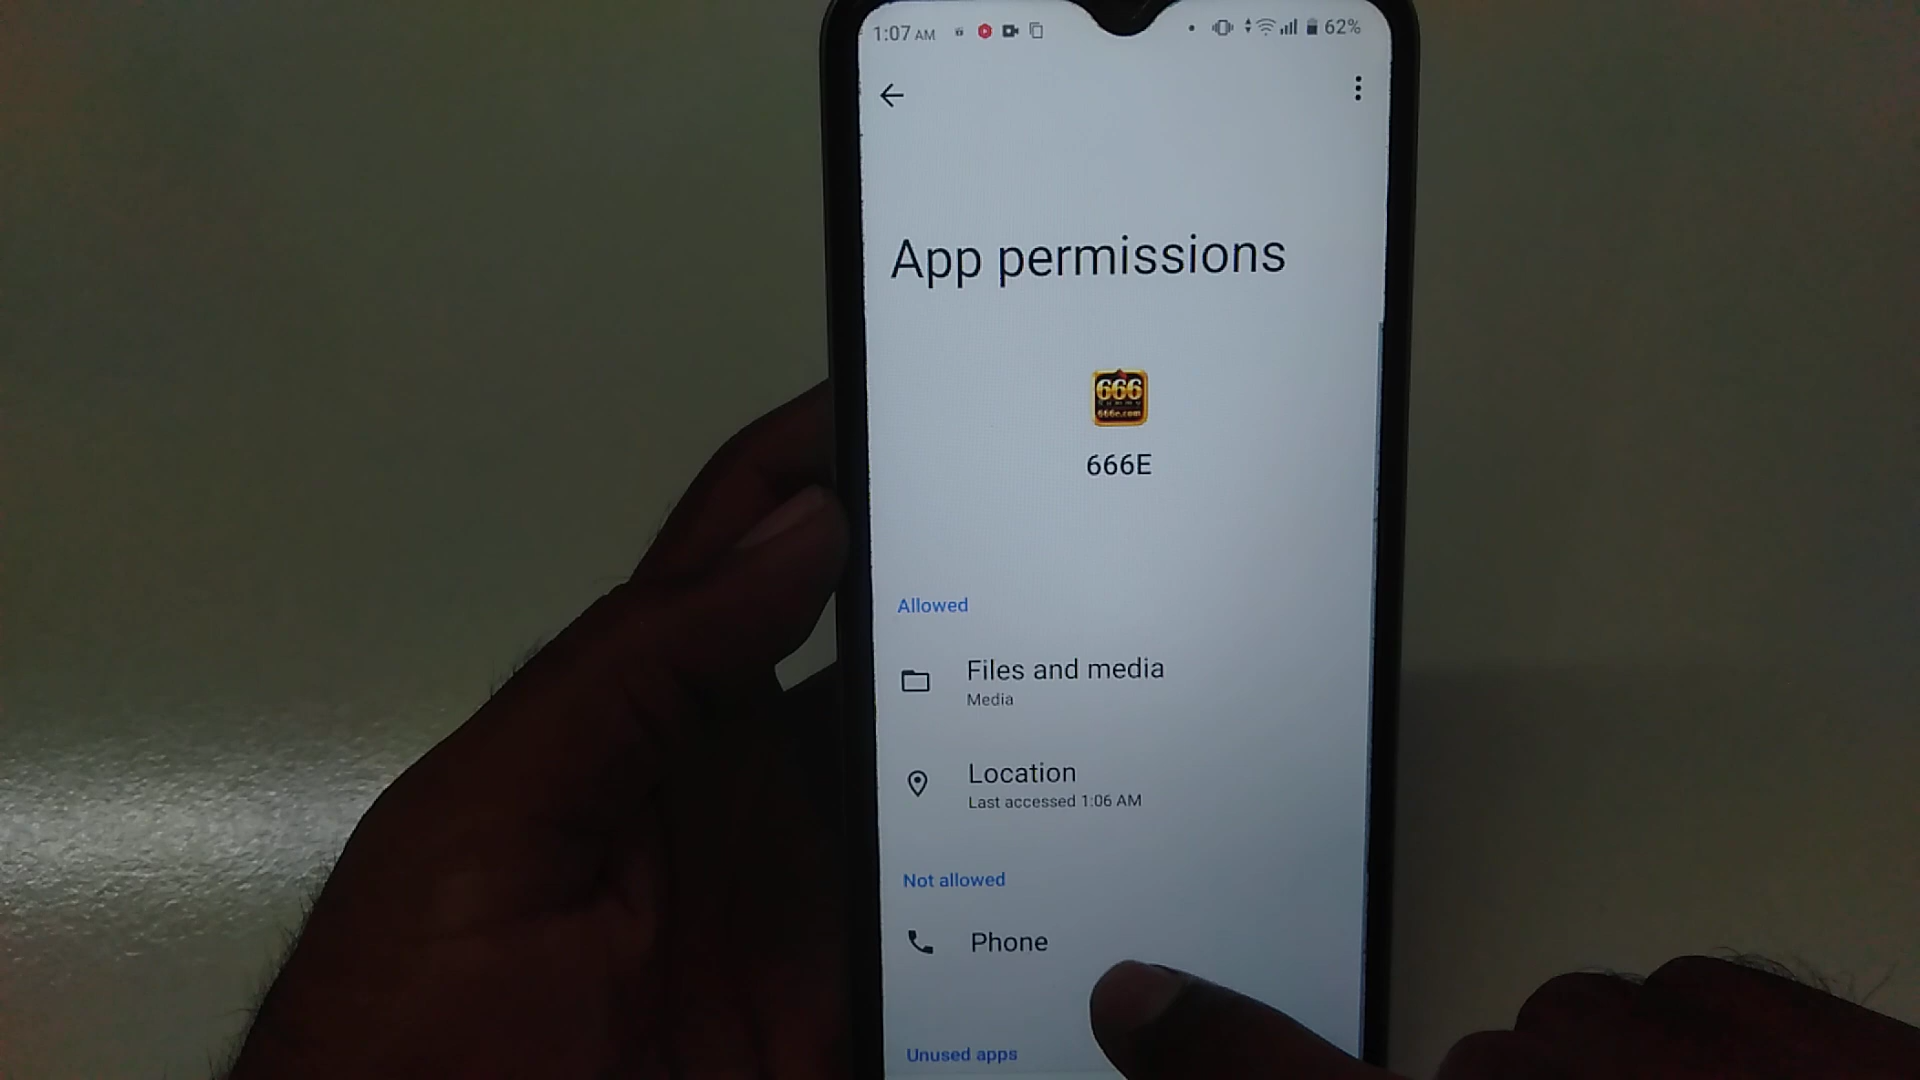 1:07 AM
62%
App permissions
666
666e.com
666E
Allowed
Files and media
Media
Location
Last accessed 1:06 AM
Not allowed
Phone
Unused apps